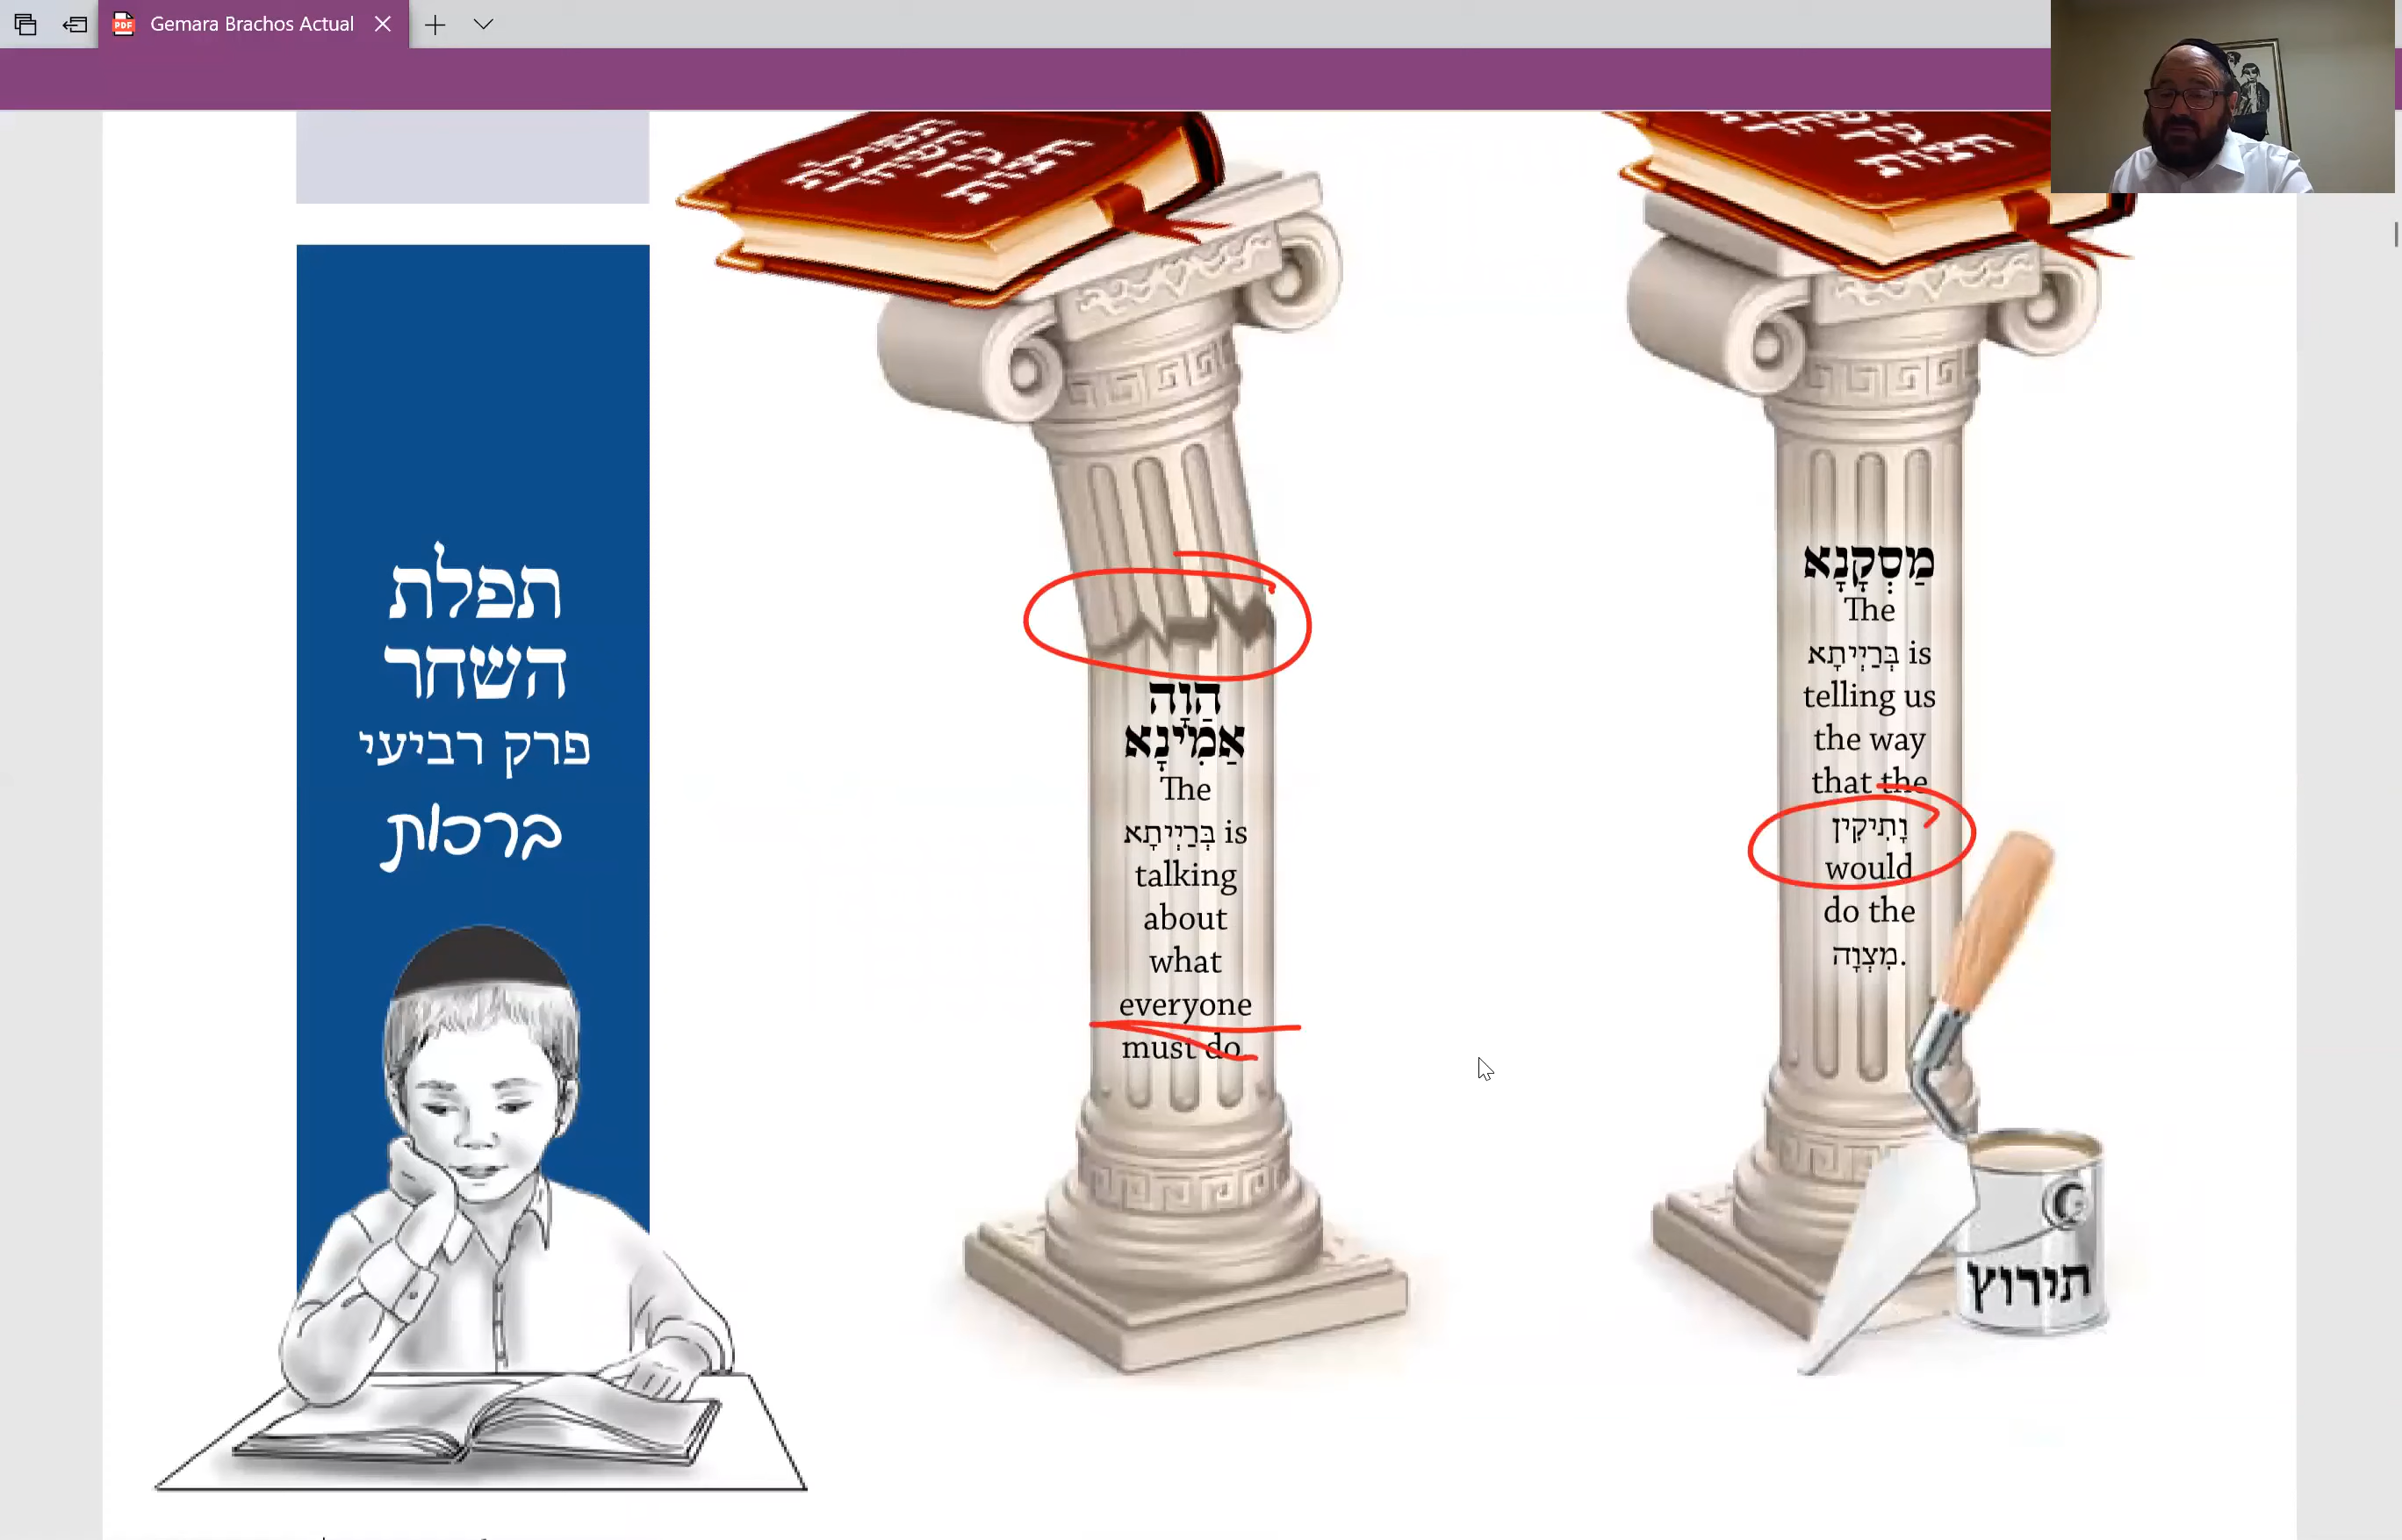 Gemara Brachos Actual
תפלת
השחר
פרק רביעי
ברכות
הֲוָה
אֲמִינָא
The
בְּרַיְיתָא is
talking
about
what
everyone
must do.
מַסְקָנָא
The
בְּרַיְיתָא is
telling us
the way
that the
וָתִיקִין
would
do the
מִצְוָה.
תירוץ